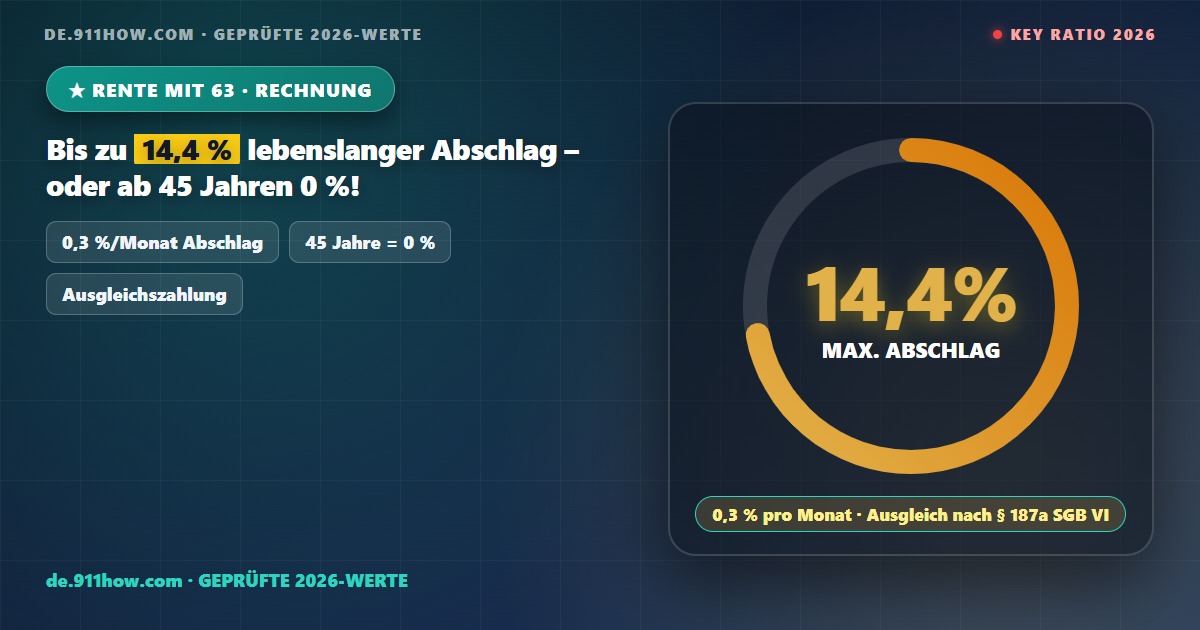 DE.911HOW.COM · GEPRÜFTE 2026-WERTE
KEY RATIO 2026
★ RENTE MIT 63 · RECHNUNG
Bis zu 14,4 % lebenslanger Abschlag –
oder ab 45 Jahren 0 %!
0,3 %/Monat Abschlag
45 Jahre = 0 %
Ausgleichszahlung
14,4%
MAX. ABSCHLAG
0,3 % pro Monat · Ausgleich nach § 187a SGB VI
de.911how.com · GEPRÜFTE 2026-WERTE